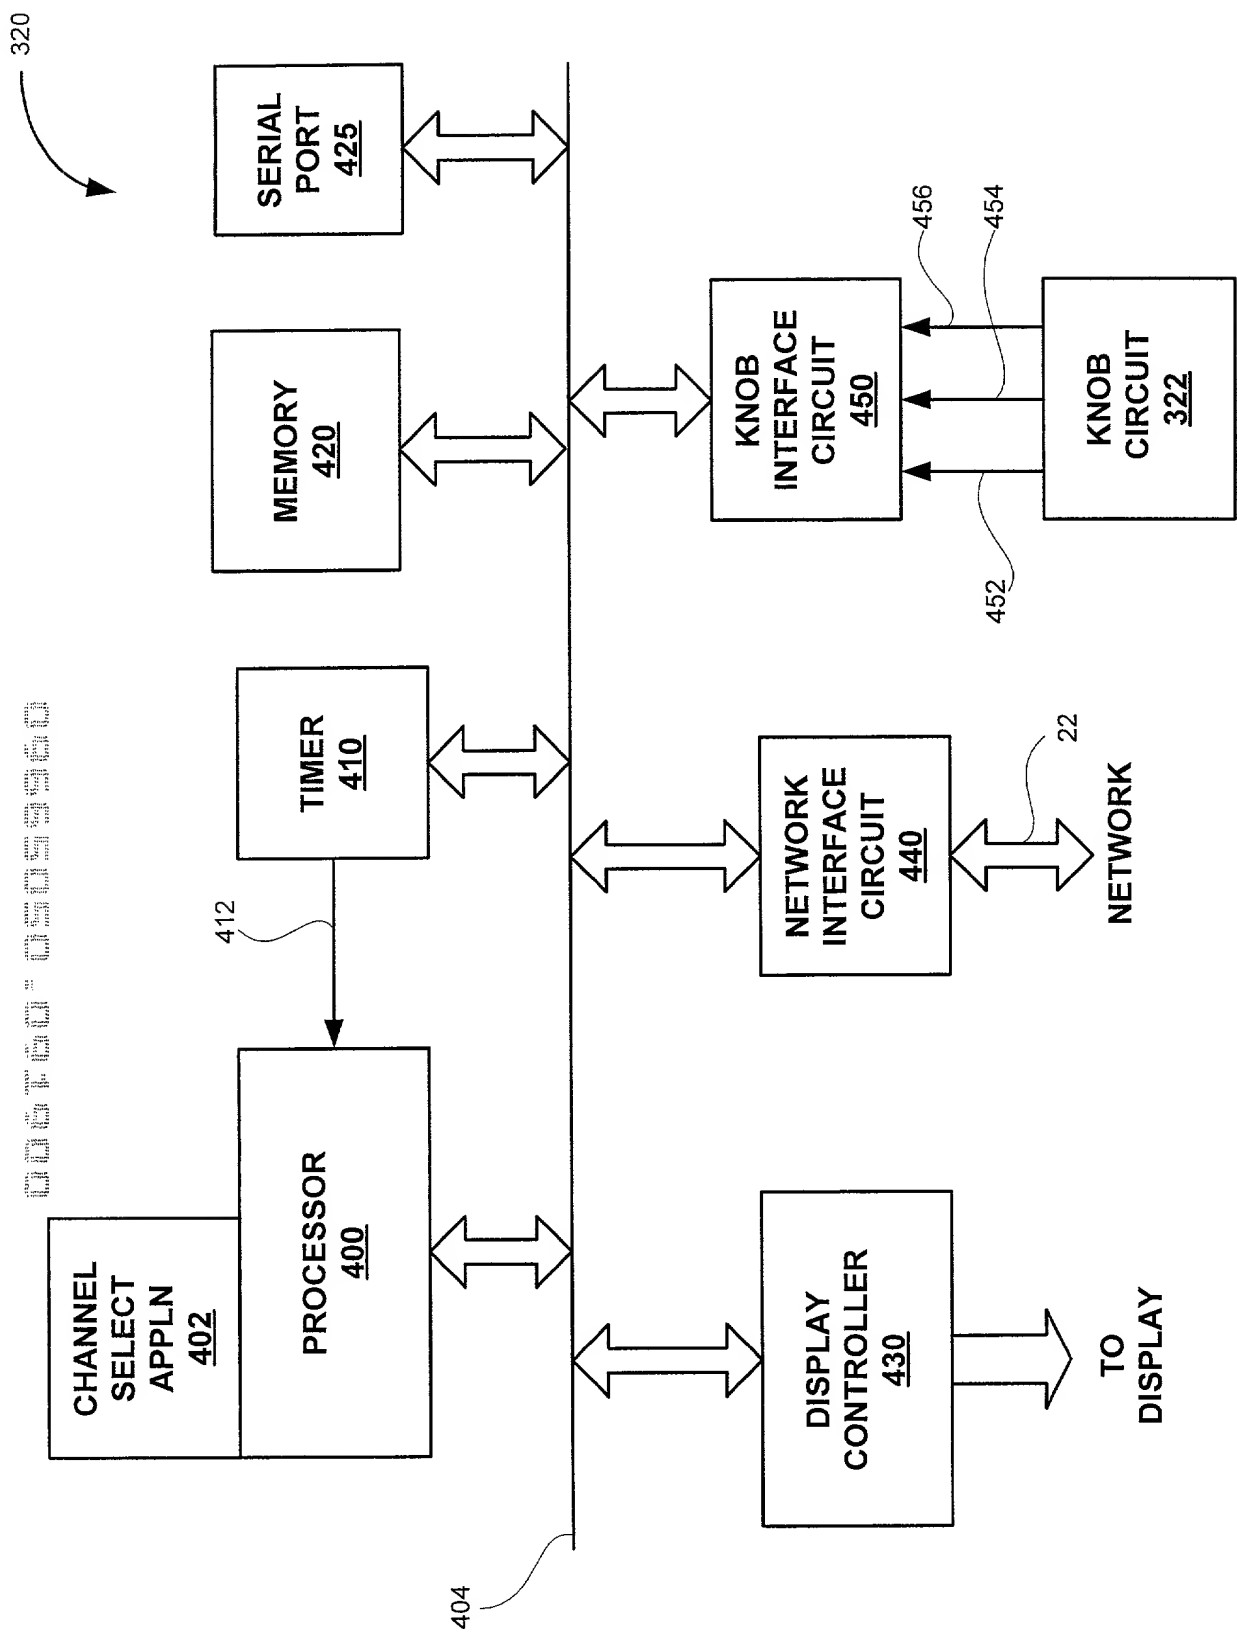 320
CHANNEL
SELECT
APPLN
402
PROCESSOR
400
412
TIMER
410
MEMORY
420
SERIAL
PORT
425
404
DISPLAY
CONTROLLER
430
TO
DISPLAY
NETWORK
INTERFACE
CIRCUIT
440
22
NETWORK
KNOB
INTERFACE
CIRCUIT
450
452
454
456
KNOB
CIRCUIT
322